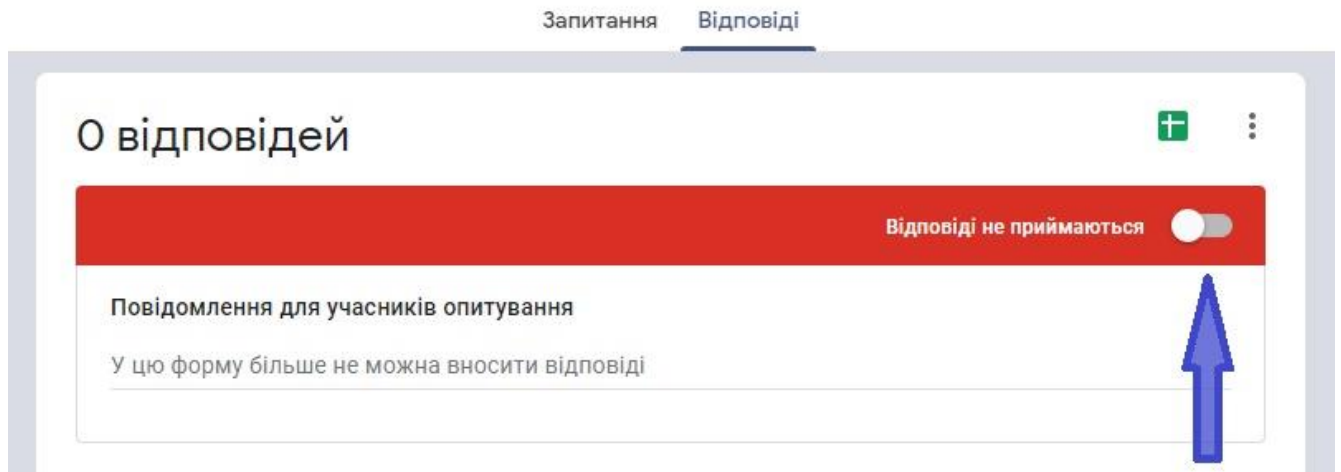 Запитання Відповіді
0 відповідей
Відповіді не приймаються
Повідомлення для учасників опитування
У цю форму більше не можна вносити відповіді